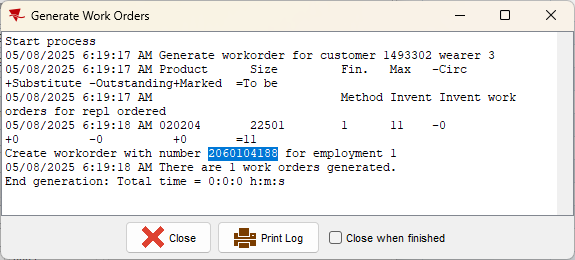 Generate Work Orders
Start process
05/08/2025 6:19:17 AM Generate workorder for customer 1493302 wearer 3
05/08/2025 6:19:17 AM Product Size Fin. Max -Circ
+Substitute -Outstanding+Marked =To be
05/08/2025 6:19:17 AM Method Invent Invent work
orders for repl ordered
05/08/2025 6:19:18 AM 020204 22501 1 11 -0
+0 -0 +0 =11
Create workorder with number 2060104188 for employment 1
05/08/2025 6:19:18 AM There are 1 work orders generated.
End generation: Total time = 0:0:0 h:m:s
Close Print Log Close when finished